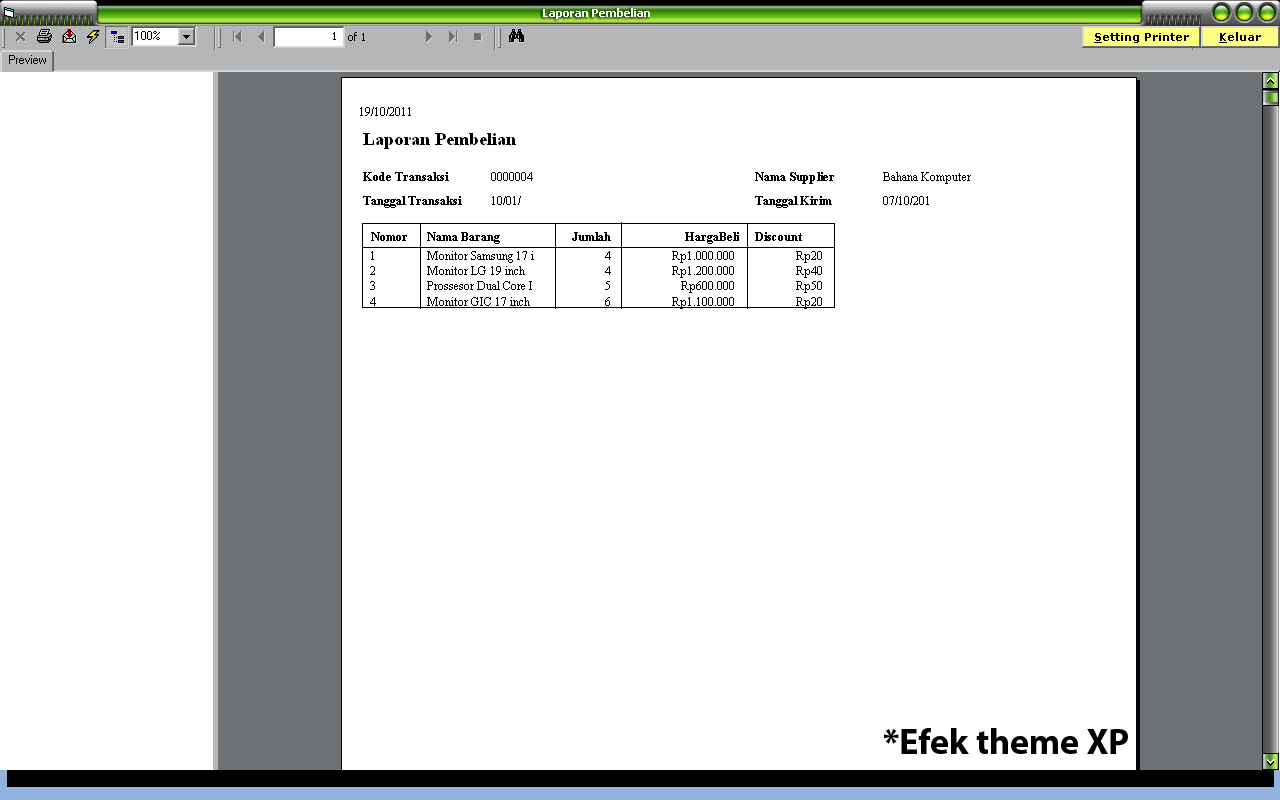 Laporan Pembelian
100%
1 of 1
Setting Printer Keluar
Preview
19/10/2011
Laporan Pembelian
Kode Transaksi 0000004 Nama Supplier Bahana Komputer
Tanggal Transaksi 10/01/ Tanggal Kirim 07/10/201
Nomor Nama Barang Jumlah HargaBeli Discount
1 Monitor Samsung 17 i 4 Rp1.000.000 Rp20
2 Monitor LG 19 inch 4 Rp1.200.000 Rp40
3 Prossesor Dual Core I 5 Rp600.000 Rp50
4 Monitor GIC 17 inch 6 Rp1.100.000 Rp20
*Efek theme XP